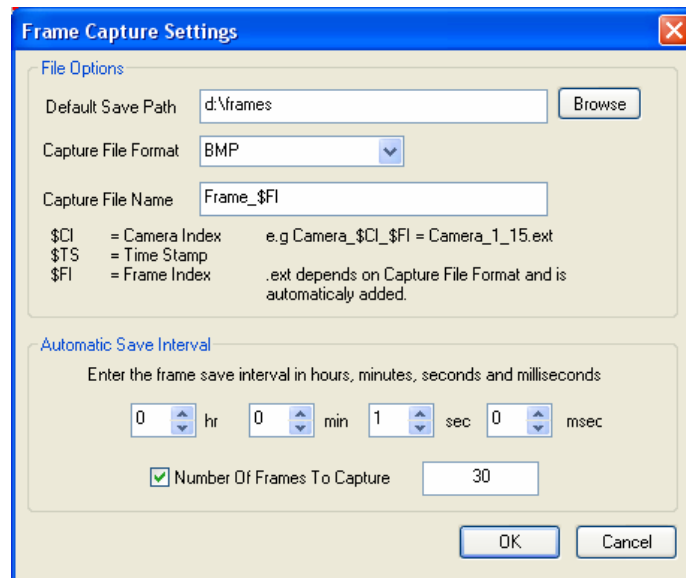 Frame Capture Settings
File Options
Default Save Path d:\frames Browse
Capture File Format BMP
Capture File Name Frame_$FI
$CI = Camera Index e.g Camera_$CI_$FI = Camera_1_15.ext
$TS = Time Stamp
$FI = Frame Index .ext depends on Capture File Format and is
automaticaly added.
Automatic Save Interval
Enter the frame save interval in hours, minutes, seconds and milliseconds
0 hr 0 min 1 sec 0 msec
Number Of Frames To Capture 30
OK Cancel